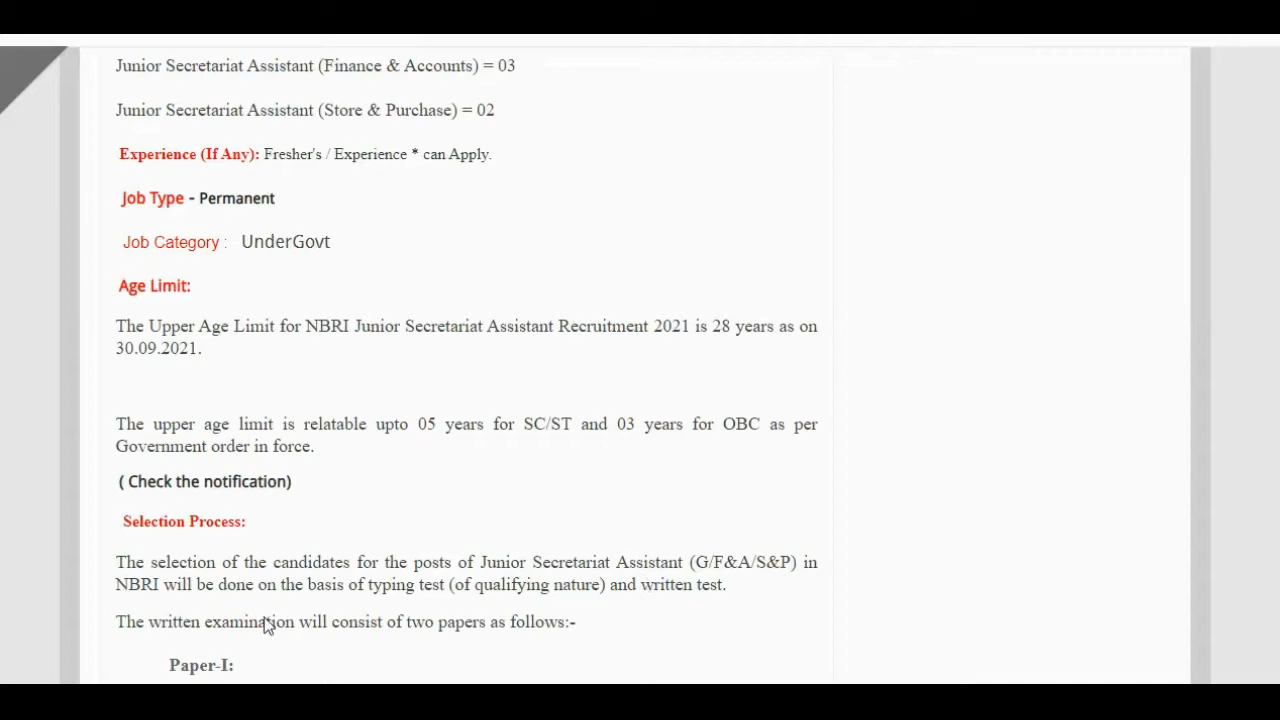 Junior Secretariat Assistant (Finance & Accounts) = 03
Junior Secretariat Assistant (Store & Purchase) = 02
Experience (If Any): Fresher's / Experience * can Apply.
Job Type - Permanent
Job Category : UnderGovt
Age Limit:
The Upper Age Limit for NBRI Junior Secretariat Assistant Recruitment 2021 is 28 years as on
30.09.2021.
The upper age limit is relatable upto 05 years for SC/ST and 03 years for OBC as per
Government order in force.
( Check the notification)
Selection Process:
The selection of the candidates for the posts of Junior Secretariat Assistant (G/F&A/S&P) in
NBRI will be done on the basis of typing test (of qualifying nature) and written test.
The written examination will consist of two papers as follows:-
Paper-I: